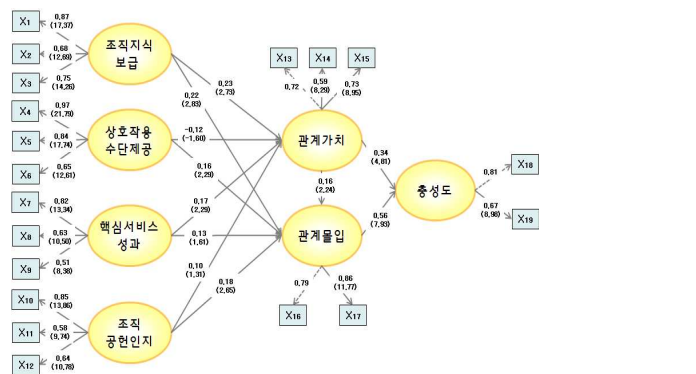 X1
0,87
(17,37)
X2
0,68
(12,69)
X3
0,75
(14,26)
조직지식
보급
X4
0,97
(21,79)
X5
0,84
(17,74)
X6
0,65
(12,61)
상호작용
수단제공
X7
0,82
(13,34)
X8
0,63
(10,50)
X9
0,51
(8,38)
핵심서비스
성과
X10
0,85
(13,86)
X11
0,58
(9,74)
X12
0,64
(10,78)
조직
공헌인지
0,23
(2,73)
0,22
(2,83)
-0,12
(-1,60)
0,16
(2,29)
0,17
(2,29)
0,13
(1,61)
0,10
(1,31)
0,18
(2,65)
X13
X14
X15
0,72
0,59
(8,29)
0,73
(8,95)
관계가치
0,16
(2,24)
관계몰입
0,79
0,86
(11,77)
X16
X17
0,34
(4,81)
0,56
(7,93)
충성도
0,81
X18
0,67
(8,98)
X19